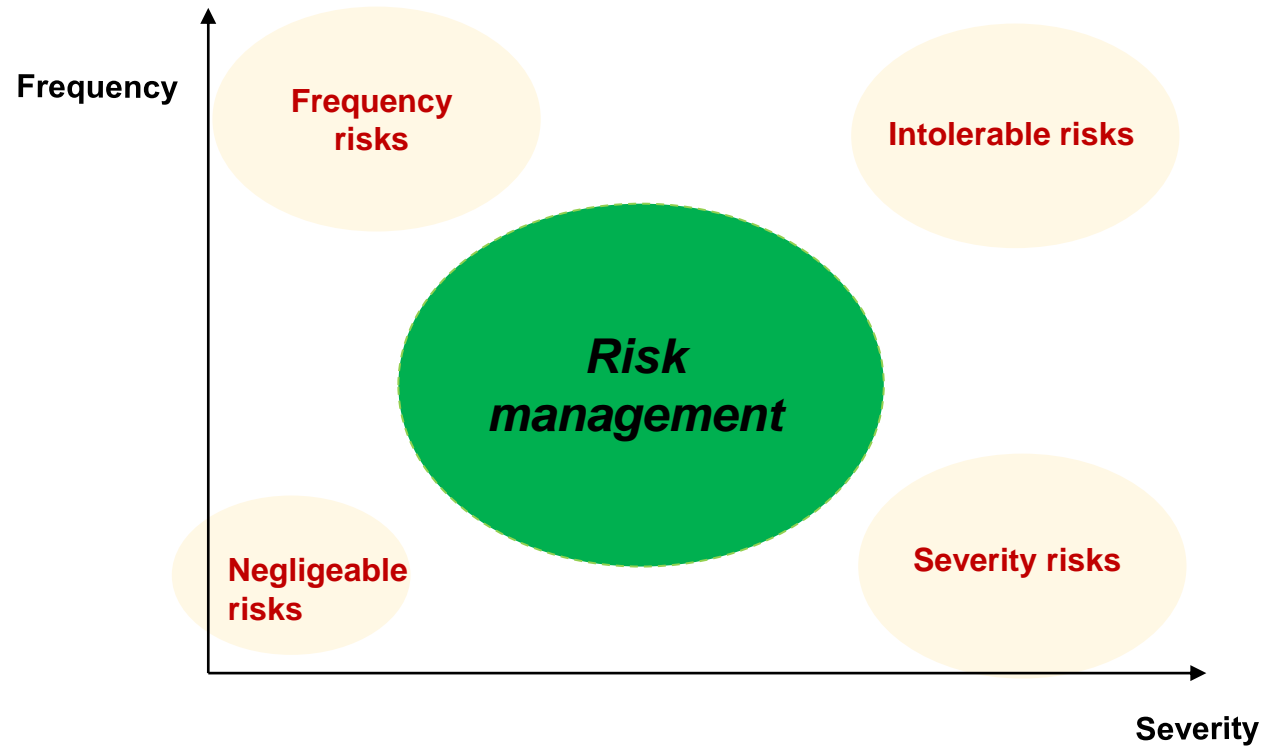 Frequency
Frequency
risks
Intolerable risks
Risk
management
Negligeable
risks
Severity risks
Severity